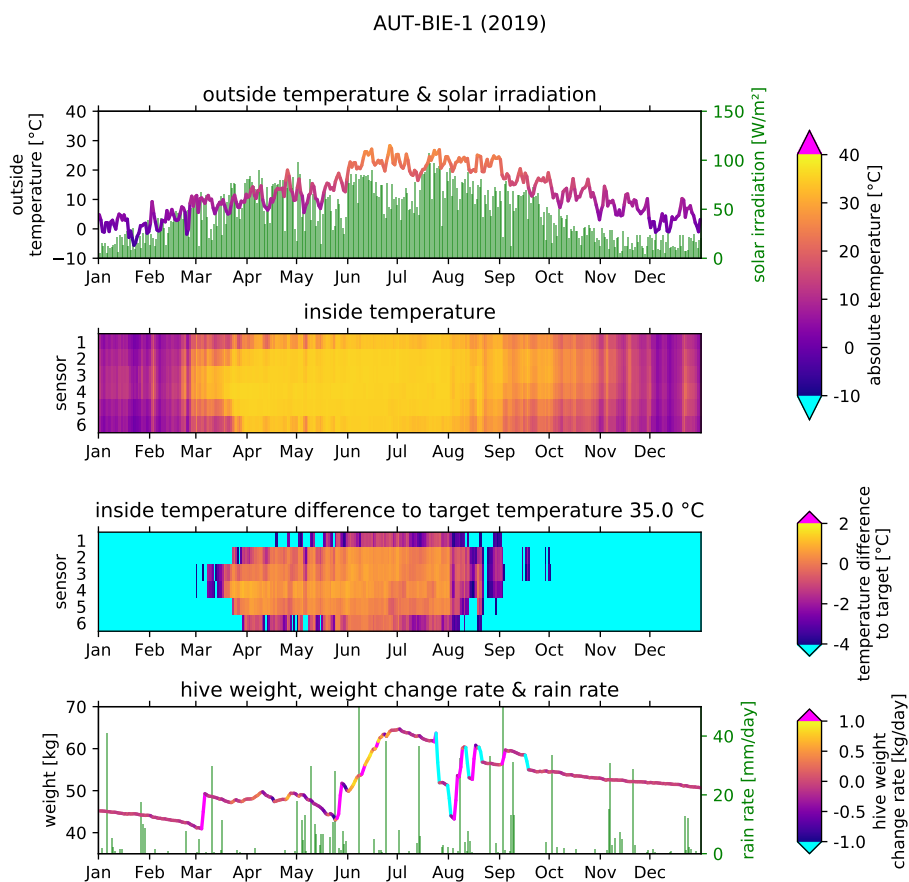 AUT-BIE-1 (2019)
outside temperature & solar irradiation
outside
temperature [°C]
40
30
20
10
0
−10
150
100
50
0
solar irradiation [W/m²]
Jan Feb Mar Apr May Jun Jul Aug Sep Oct Nov Dec
40
30
20
10
0
-10
absolute temperature [°C]
inside temperature
sensor
1
2
3
4
5
6
Jan Feb Mar Apr May Jun Jut Aug Sep Oct Nov Dec
inside temperature difference to target temperature 35.0 °C
sensor
1
2
3
4
5
6
Jan Feb Mar Apr May Jun Jul Aug Sep Oct Nov Dec
2
0
-2
-4
temperature difference
to target [°C]
hive weight, weight change rate & rain rate
weight [kg]
70
60
50
40
40
20
0
rain rate [mm/day]
Jan Feb Mar Apr May Jun Jul Aug Sep Oct Nov Dec
1.0
0.5
0.0
-0.5
-1.0
hive weight
change rate [kg/day]